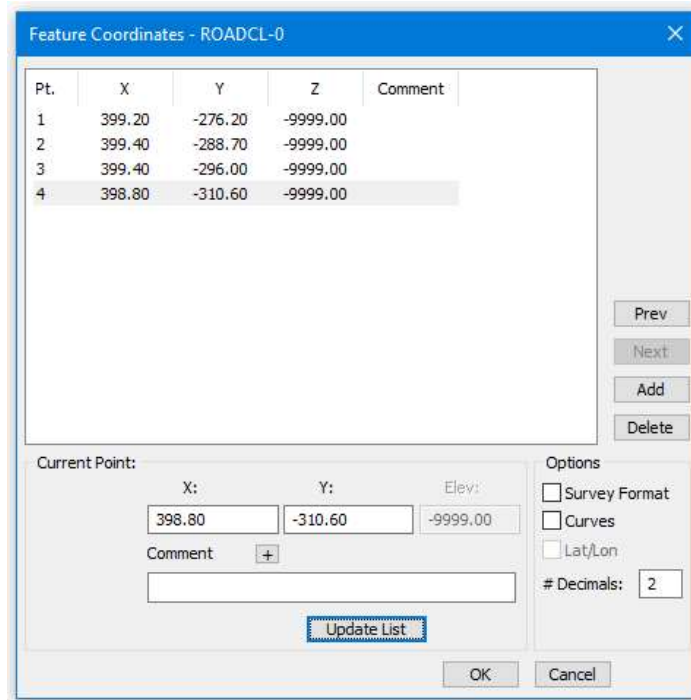 Feature Coordinates - ROADCL-0
Pt. X Y Z Comment
1 399.20 -276.20 -9999.00
2 399.40 -288.70 -9999.00
3 399.40 -296.00 -9999.00
4 398.80 -310.60 -9999.00
Prev
Next
Add
Delete
Current Point:
X: Y: Elev:
398.80 -310.60 -9999.00
Comment +
Update List
Options
Survey Format
Curves
Lat/Lon
# Decimals: 2
OK Cancel